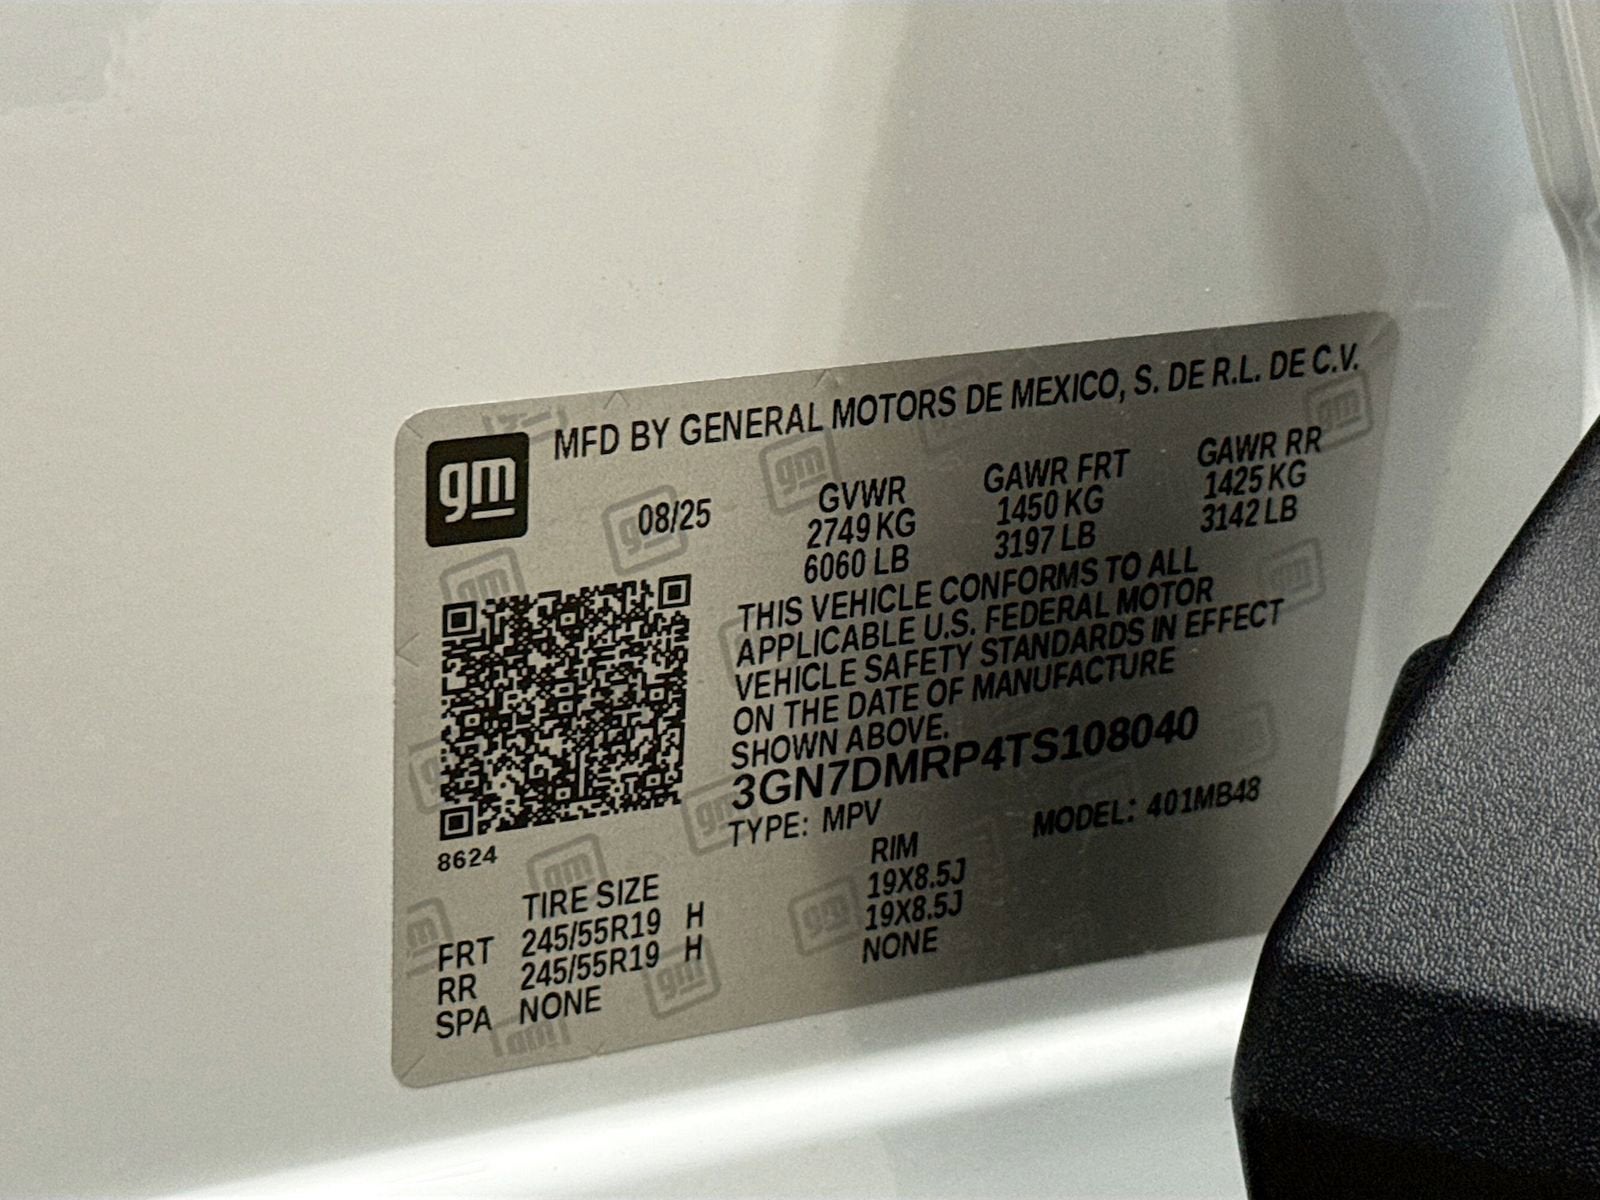 MFD BY GENERAL MOTORS DE MEXICO, S. DE R.L. DE C.V.
gm
08/25
GVWR GAWR FRT GAWR RR
2749 KG 1450 KG 1425 KG
6060 LB 3197 LB 3142 LB
THIS VEHICLE CONFORMS TO ALL
APPLICABLE U.S. FEDERAL MOTOR
VEHICLE SAFETY STANDARDS IN EFFECT
ON THE DATE OF MANUFACTURE
SHOWN ABOVE.
3GN7DMRP4TS108040
TYPE: MPV MODEL: 401MB48
8624
TIRE SIZE RIM
FRT 245/55R19 H 19X8.5J
RR 245/55R19 H 19X8.5J
SPA NONE NONE